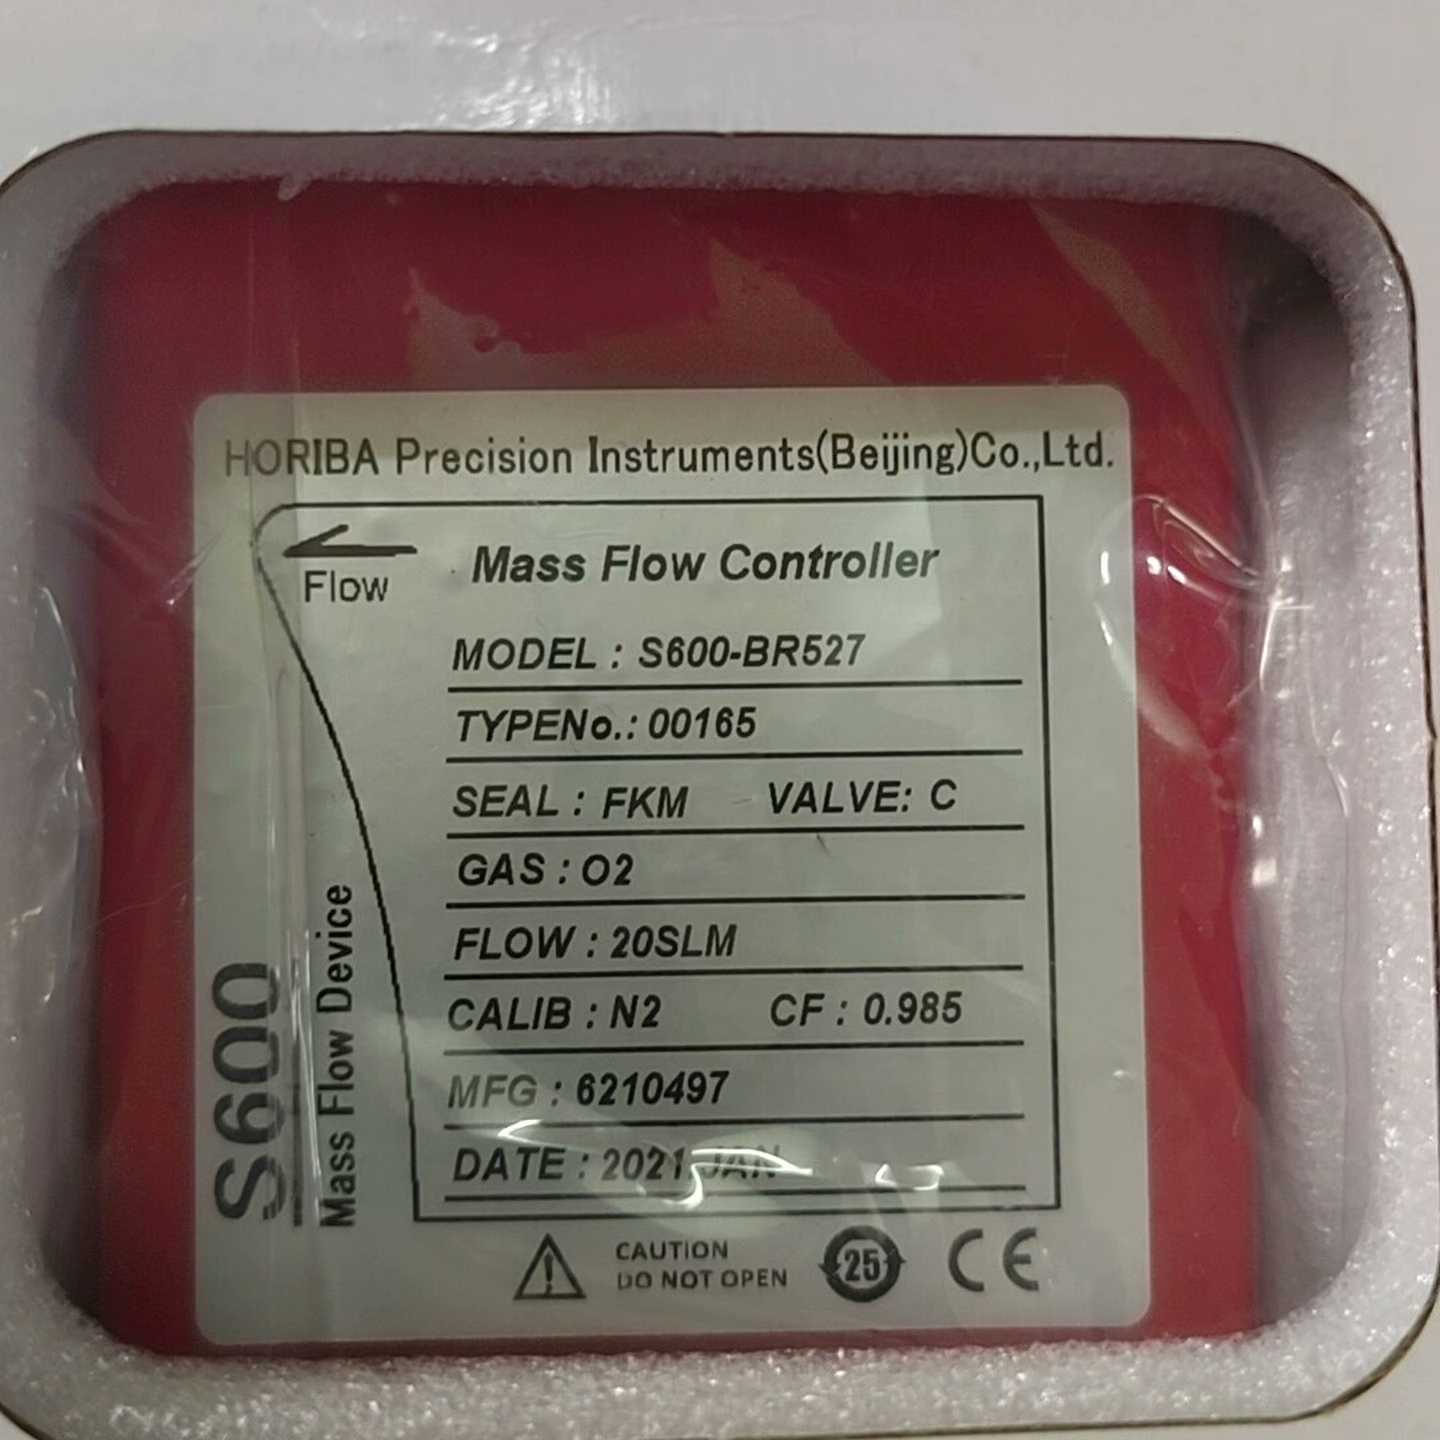 HORIBA Precision Instruments(Beijing)Co.,Ltd.
Flow
Mass Flow Controller
MODEL : S600-BR527
TYPENo.: 00165
SEAL : FKM VALVE: C
GAS : O2
FLOW : 20SLM
CALIB : N2 CF : 0.985
MFG : 6210497
DATE : 2021.JAN
S600
Mass Flow Device
CAUTION
DO NOT OPEN
25
CE